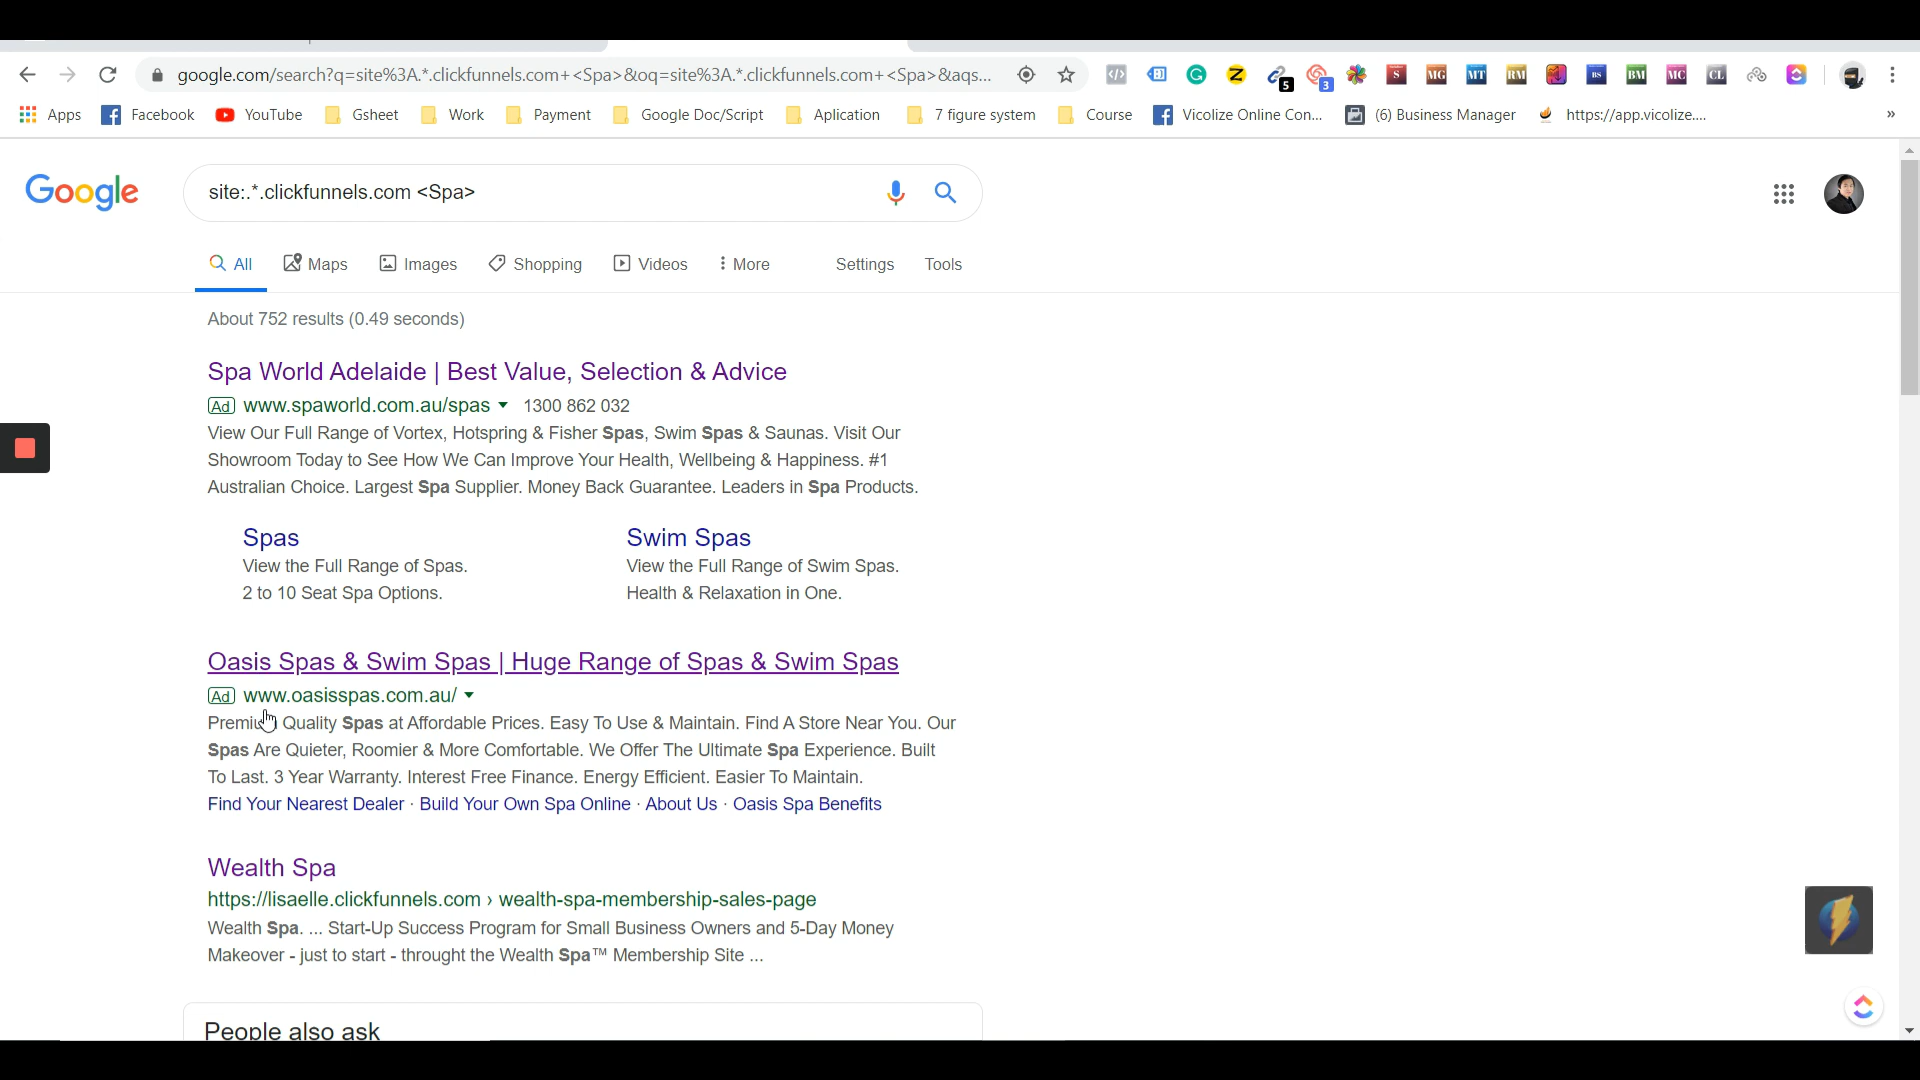 google.com/search?q=site%3A.*.clickfunnels.com+<Spa>&oq=site%3A.*.clickfunnels.com+<Spa>&aqs...
5
3
S
MG
MT
RM
BS
BM
MC
CL
Apps
Facebook
YouTube
Gsheet
Work
Payment
Google Doc/Script
Aplication
7 figure system
Course
Vicolize Online Con...
(6) Business Manager
https://app.vicolize....
»
Google
site:.*.clickfunnels.com <Spa>
All
Maps
Images
Shopping
Videos
More
Settings
Tools
About 752 results (0.49 seconds)
Spa World Adelaide | Best Value, Selection & Advice
Ad www.spaworld.com.au/spas 1300 862 032
View Our Full Range of Vortex, Hotspring & Fisher Spas, Swim Spas & Saunas. Visit Our
Showroom Today to See How We Can Improve Your Health, Wellbeing & Happiness. #1
Australian Choice. Largest Spa Supplier. Money Back Guarantee. Leaders in Spa Products.
Spas
View the Full Range of Spas.
2 to 10 Seat Spa Options.
Swim Spas
View the Full Range of Swim Spas.
Health & Relaxation in One.
Oasis Spas & Swim Spas | Huge Range of Spas & Swim Spas
Ad www.oasisspas.com.au/
Premium Quality Spas at Affordable Prices. Easy To Use & Maintain. Find A Store Near You. Our
Spas Are Quieter, Roomier & More Comfortable. We Offer The Ultimate Spa Experience. Built
To Last. 3 Year Warranty. Interest Free Finance. Energy Efficient. Easier To Maintain.
Find Your Nearest Dealer · Build Your Own Spa Online · About Us · Oasis Spa Benefits
Wealth Spa
https://lisaelle.clickfunnels.com › wealth-spa-membership-sales-page
Wealth Spa. ... Start-Up Success Program for Small Business Owners and 5-Day Money
Makeover - just to start - throught the Wealth Spa™ Membership Site ...
People also ask